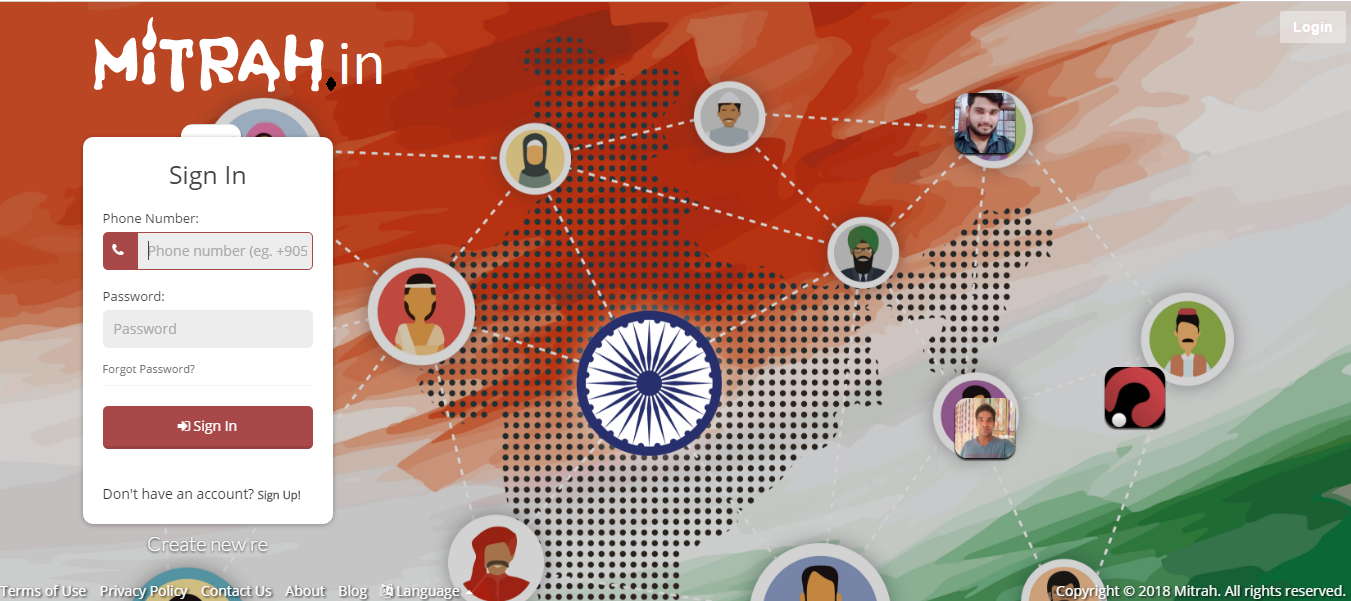 MiTRAH.in
Login
Sign In
Phone Number:
Phone number (eg. +905
Password:
Password
Forgot Password?
Sign In
Don't have an account? Sign Up!
Create new re
Terms of Use Privacy Policy Contact Us About Blog Language
Copyright © 2018 Mitrah. All rights reserved.